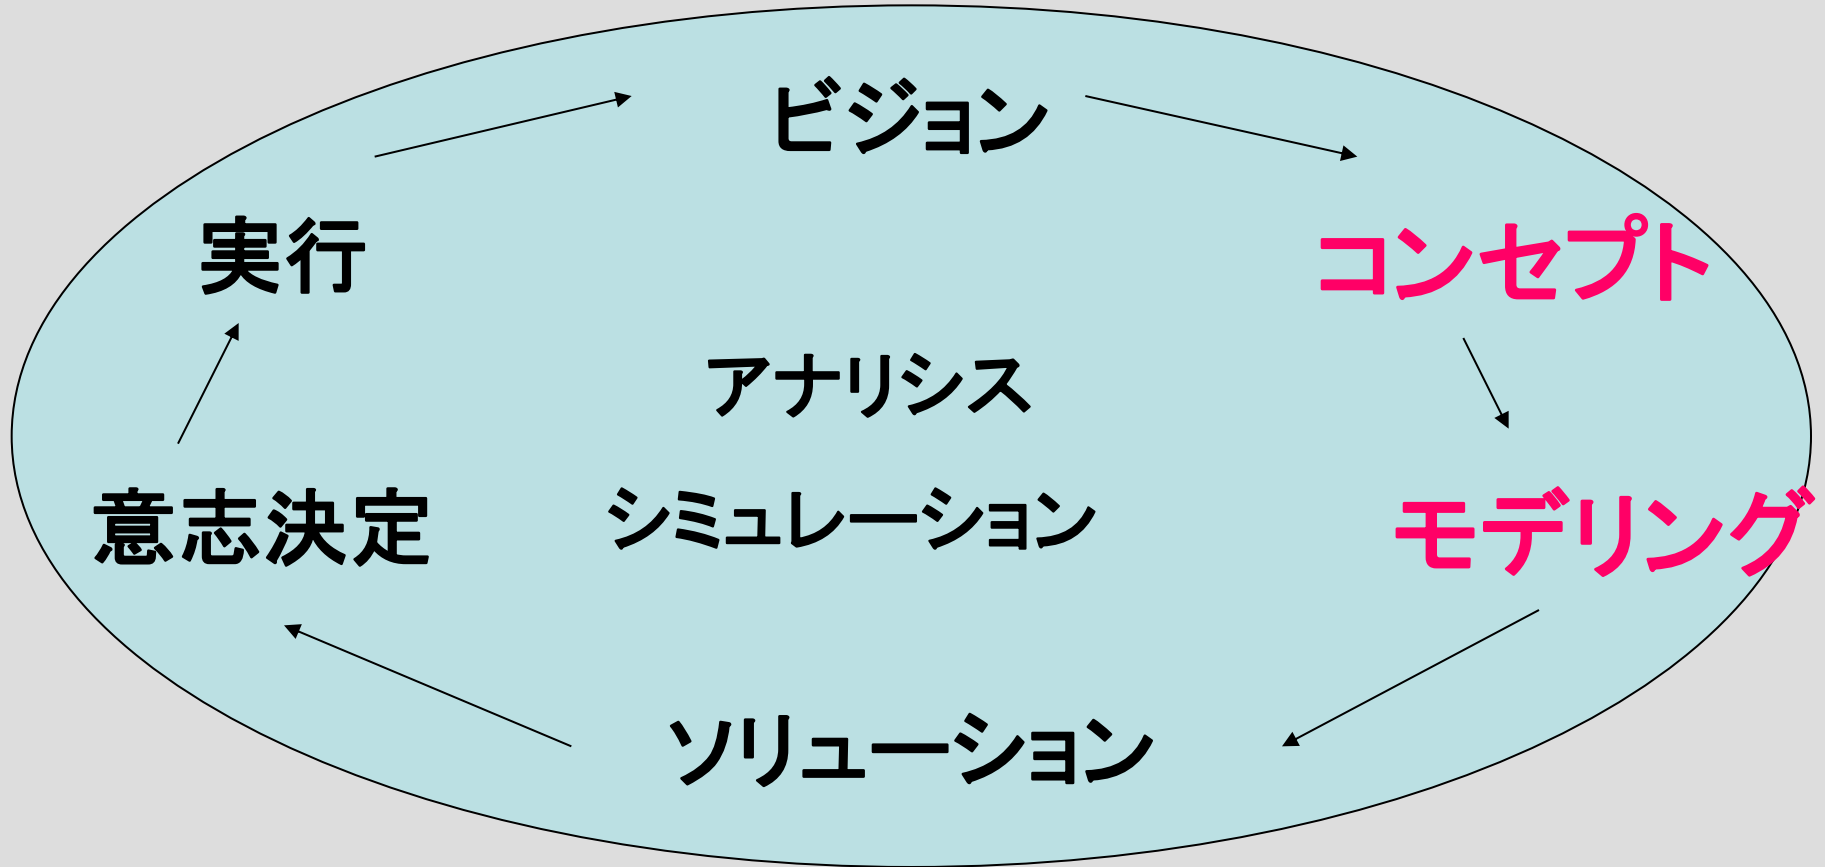 ビジョン
実行
コンセプト
アナリシス
意志決定
シミュレーション
モデリング
ソリューション